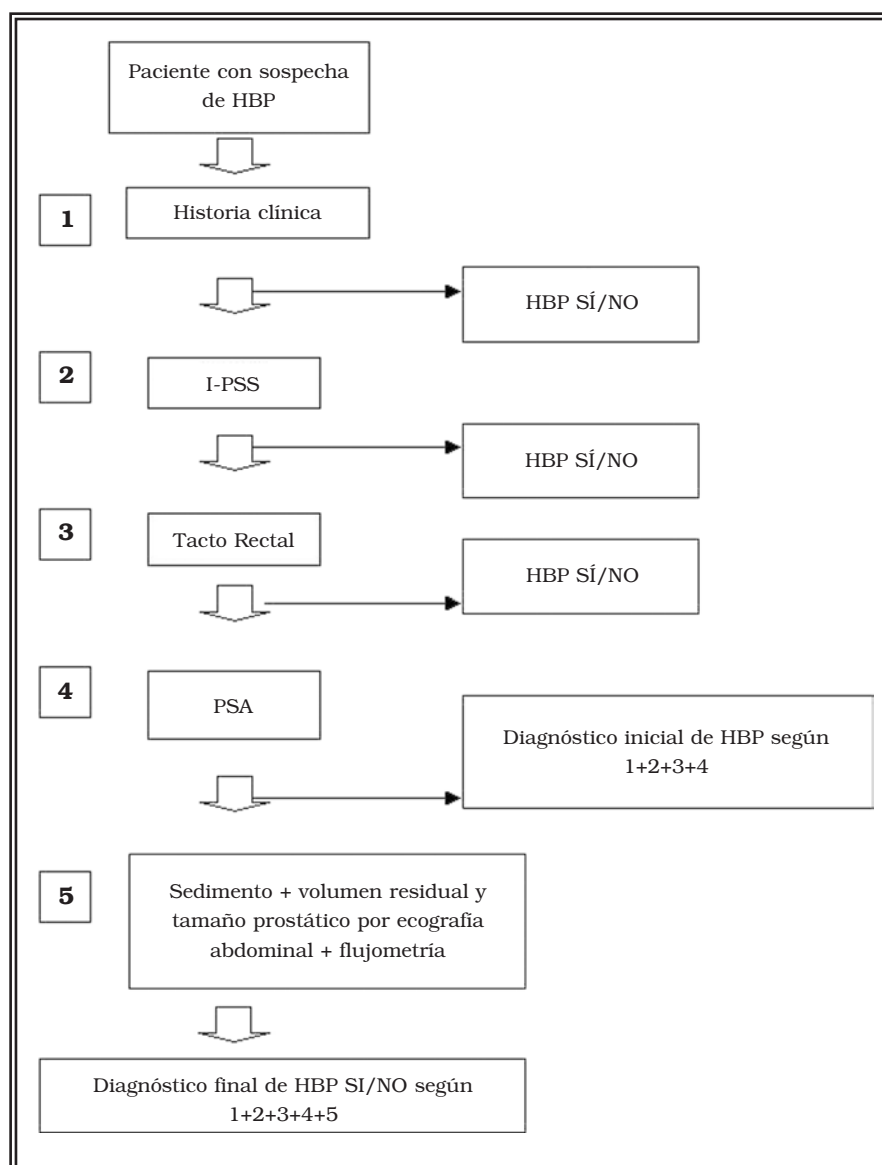 Paciente con sospecha
de HBP
1
Historia clínica
HBP SÍ/NO
2
I-PSS
HBP SÍ/NO
3
Tacto Rectal
HBP SÍ/NO
4
PSA
Diagnóstico inicial de HBP según
1+2+3+4
5
Sedimento + volumen residual y
tamaño prostático por ecografía
abdominal + flujometría
Diagnóstico final de HBP SI/NO según
1+2+3+4+5